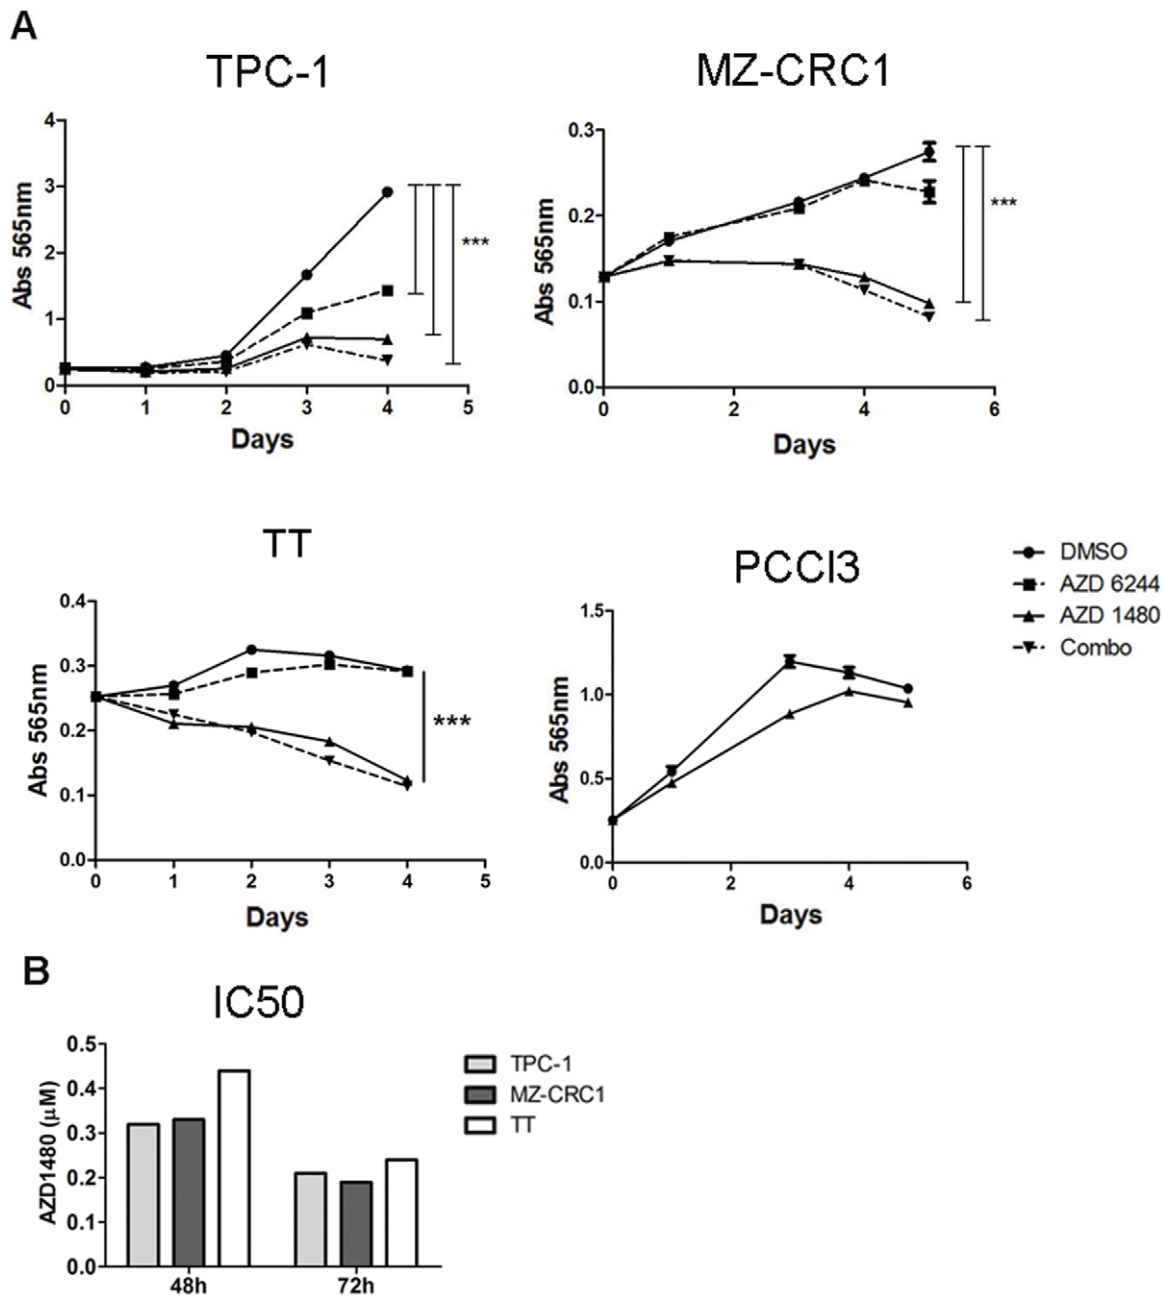 A
TPC-1
MZ-CRC1
4
3
2
1
0
Abs 565nm
***
0 1 2 3 4 5
Days
0.3
0.2
0.1
0.0
Abs 565nm
***
0 2 4 6
Days
TT
PCCl3
DMSO
AZD 6244
AZD 1480
Combo
0.4
0.3
0.2
0.1
0.0
Abs 565nm
***
0 1 2 3 4 5
Days
1.5
1.0
0.5
0.0
Abs 565nm
0 2 4 6
Days
B
IC50
0.5
0.4
0.3
0.2
0.1
0.0
AZD1480 (µM)
48h 72h
TPC-1
MZ-CRC1
TT